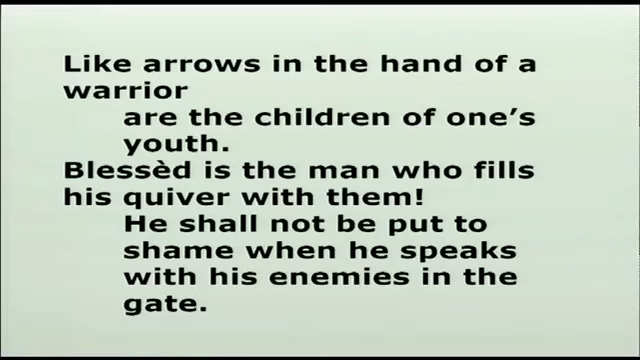 Like arrows in the hand of a
warrior
are the children of one’s
youth.
Blessèd is the man who fills
his quiver with them!
He shall not be put to
shame when he speaks
with his enemies in the
gate.